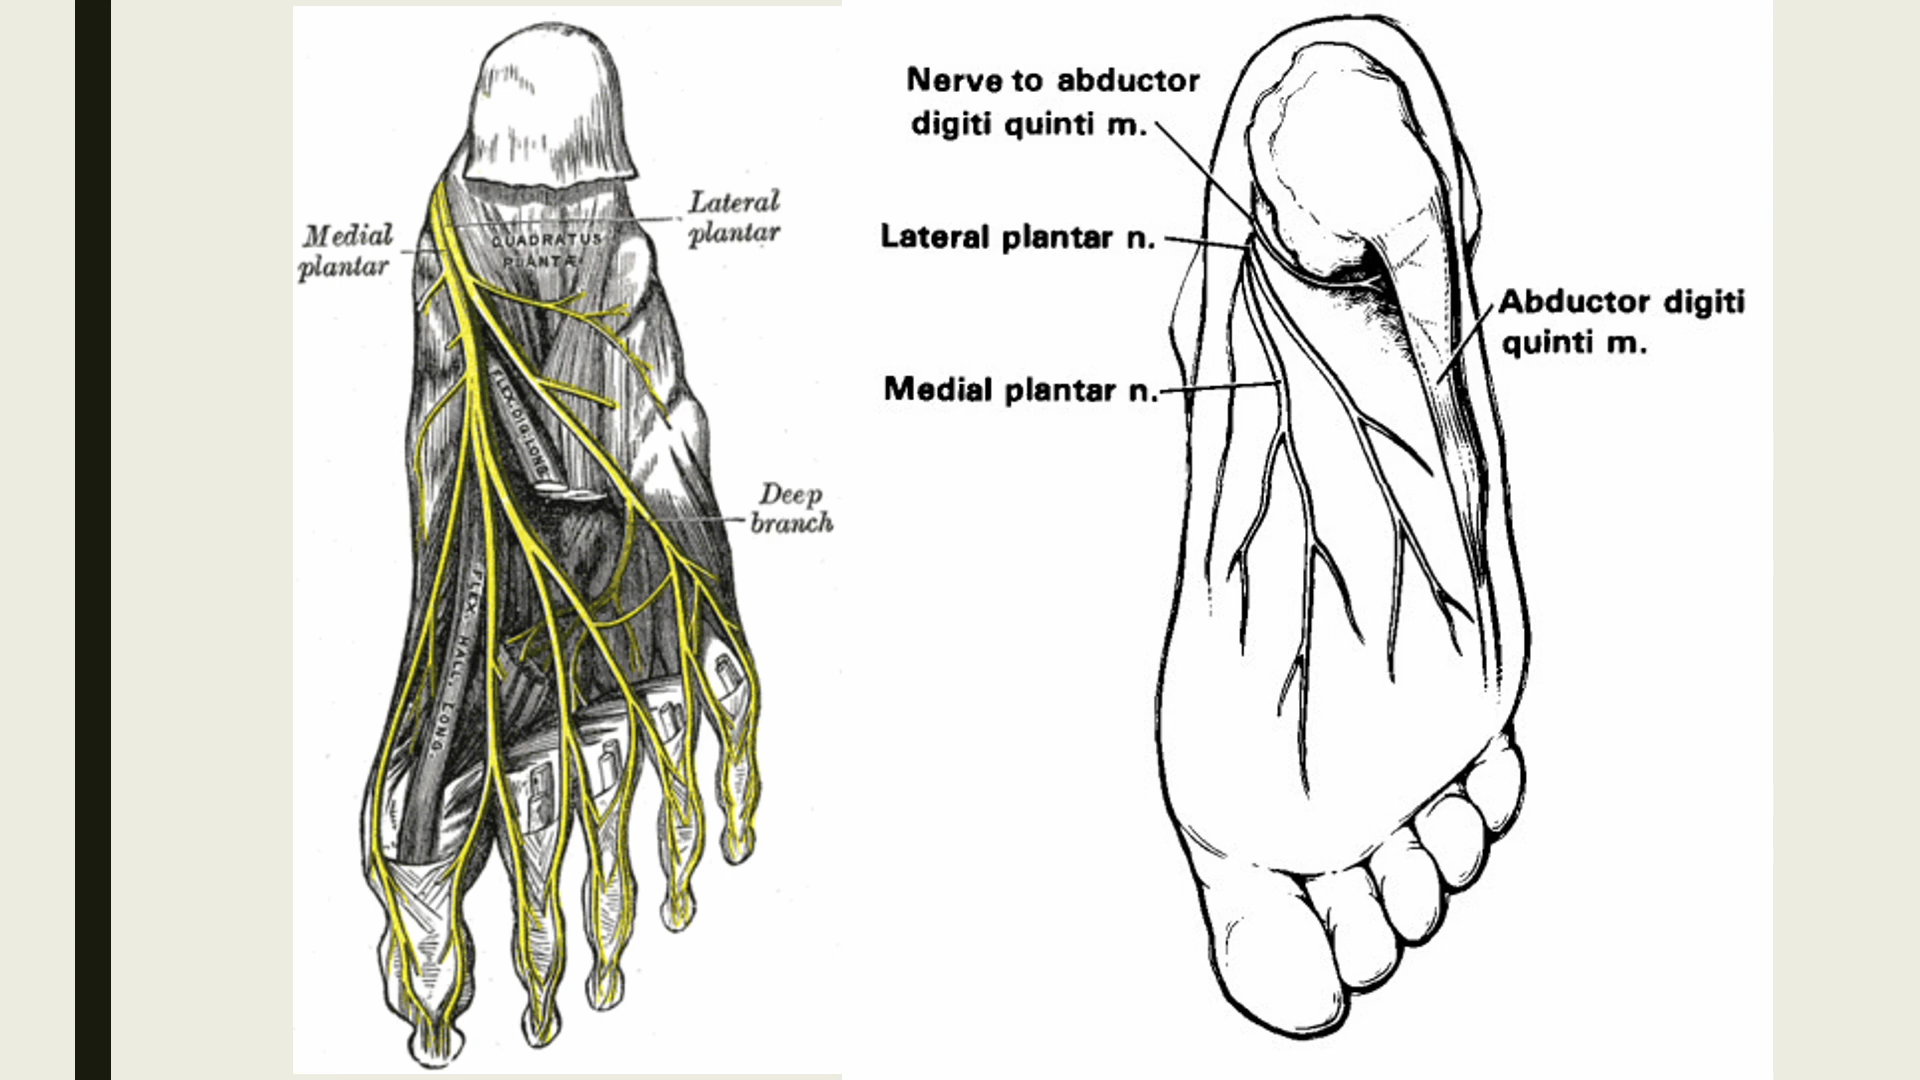 Medial
plantar
Lateral
plantar
QUADRATUS
PLANTÆ
FLEX. DIG. LONG.
Deep
branch
FLEX. HALL. LONG.
Nerve to abductor
digiti quinti m.
Lateral plantar n.
Medial plantar n.
Abductor digiti
quinti m.